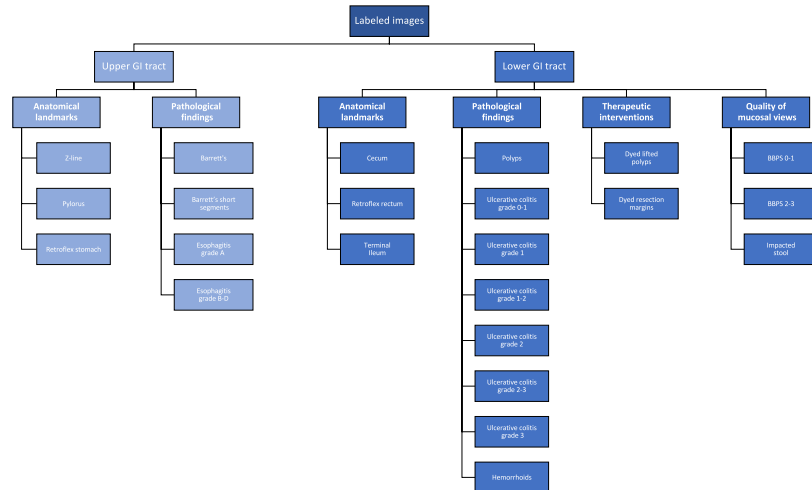 Labeled images
Upper GI tract
Lower GI tract
Anatomical
landmarks
Pathological
findings
Anatomical
landmarks
Pathological
findings
Therapeutic
interventions
Quality of
mucosal views
Z-line
Pylorus
Retroflex stomach
Barrett's
Barrett's short
segments
Esophagitis
grade A
Esophagitis
grade B-D
Cecum
Retroflex rectum
Terminal
Ileum
Polyps
Ulcerative colitis
grade 0-1
Ulcerative colitis
grade 1
Ulcerative colitis
grade 1-2
Ulcerative colitis
grade 2
Ulcerative colitis
grade 2-3
Ulcerative colitis
grade 3
Hemorrhoids
Dyed lifted
polyps
Dyed resection
margins
BBPS 0-1
BBPS 2-3
Impacted
stool